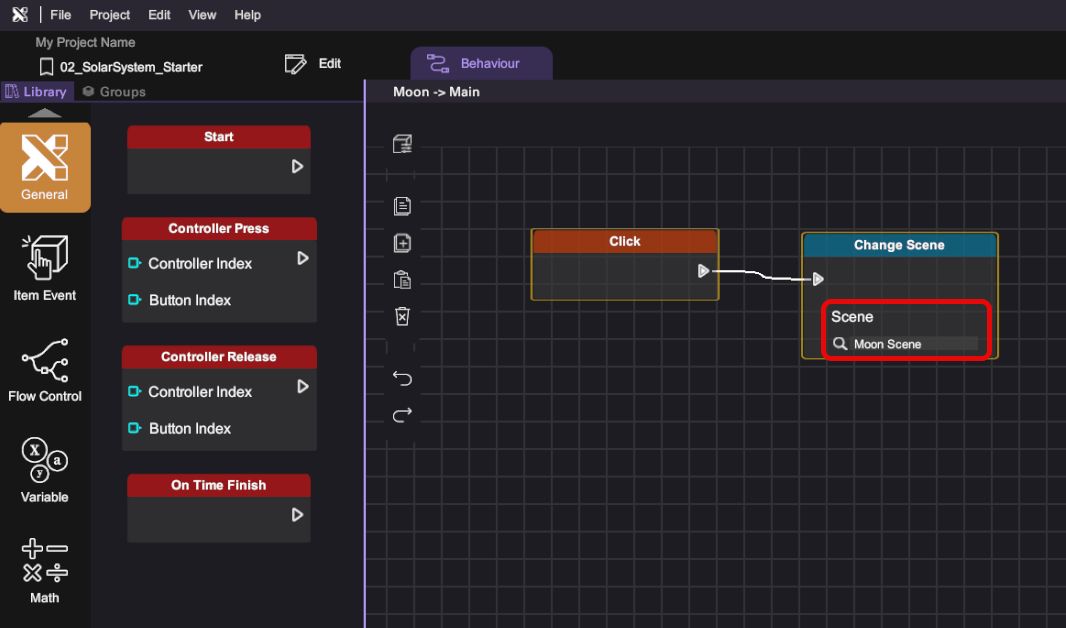 File Project Edit View Help
My Project Name
02_SolarSystem_Starter
Edit
Behaviour
Library Groups
Moon -> Main
General
Item Event
Flow Control
Variable
X a y
Math
Start
Controller Press
Controller Index
Button Index
Controller Release
Controller Index
Button Index
On Time Finish
Click
Change Scene
Scene
Moon Scene